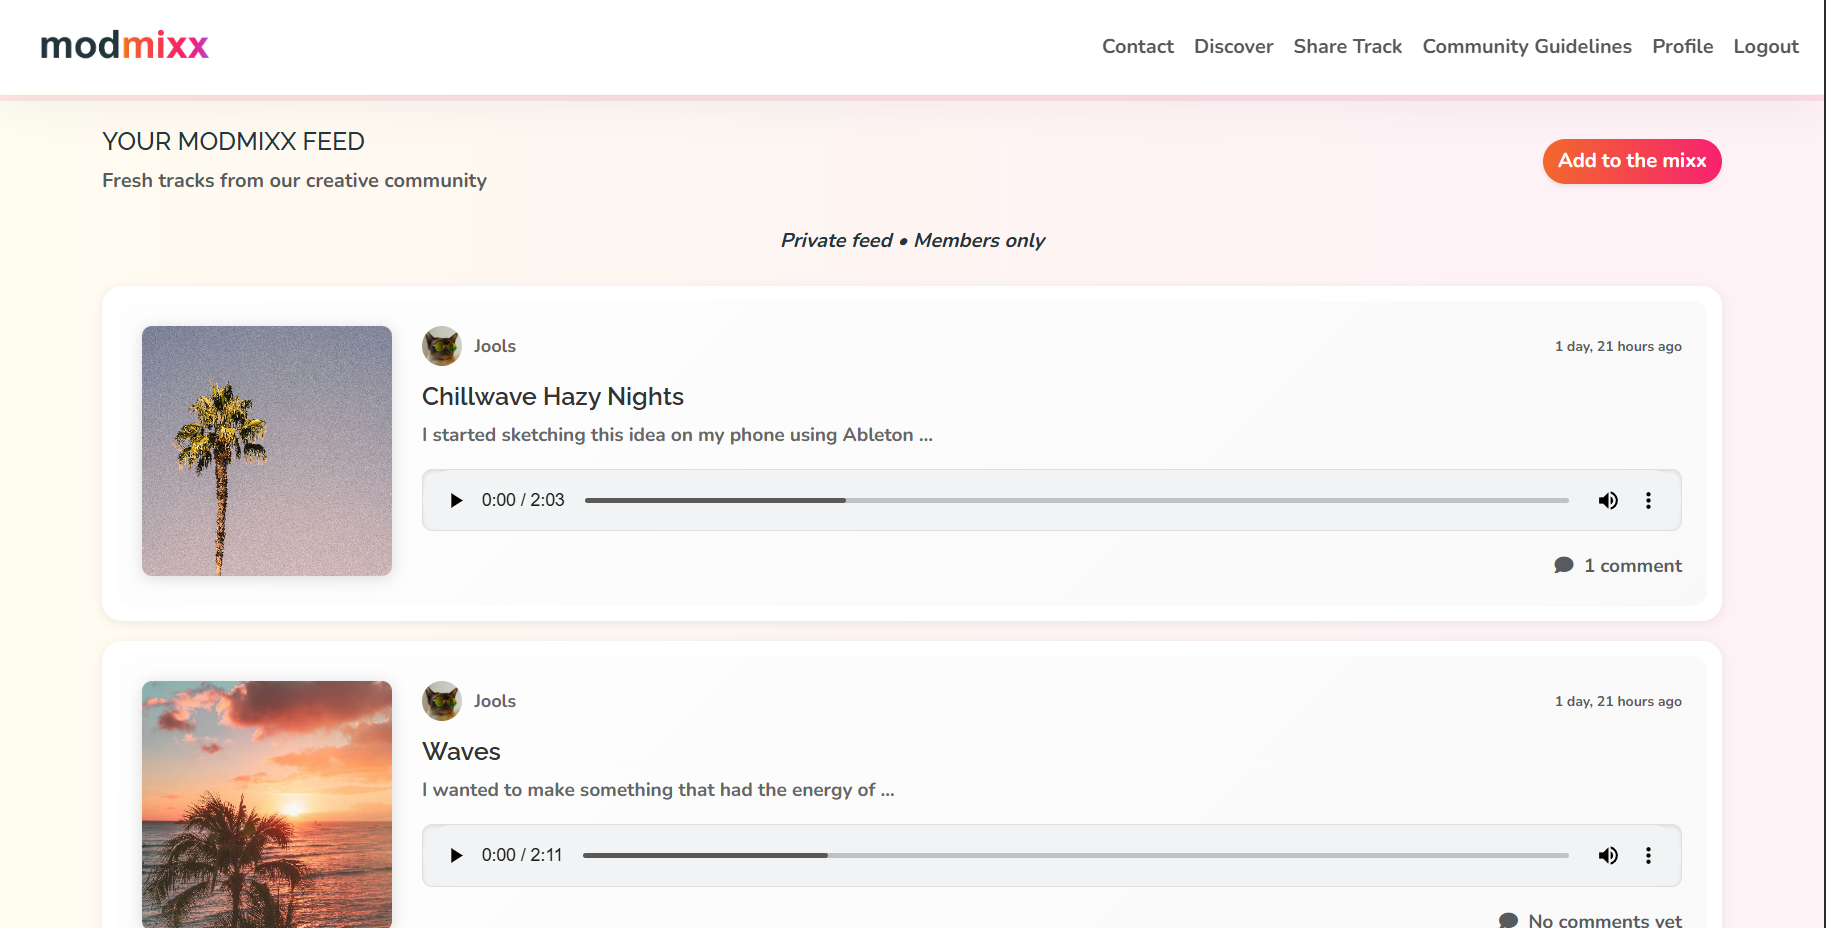 modmixx
Contact Discover Share Track Community Guidelines Profile Logout
YOUR MODMIXX FEED
Fresh tracks from our creative community
Add to the mixx
Private feed • Members only
Jools
1 day, 21 hours ago
Chillwave Hazy Nights
I started sketching this idea on my phone using Ableton ...
0:00 / 2:03
1 comment
Jools
1 day, 21 hours ago
Waves
I wanted to make something that had the energy of ...
0:00 / 2:11
No comments yet